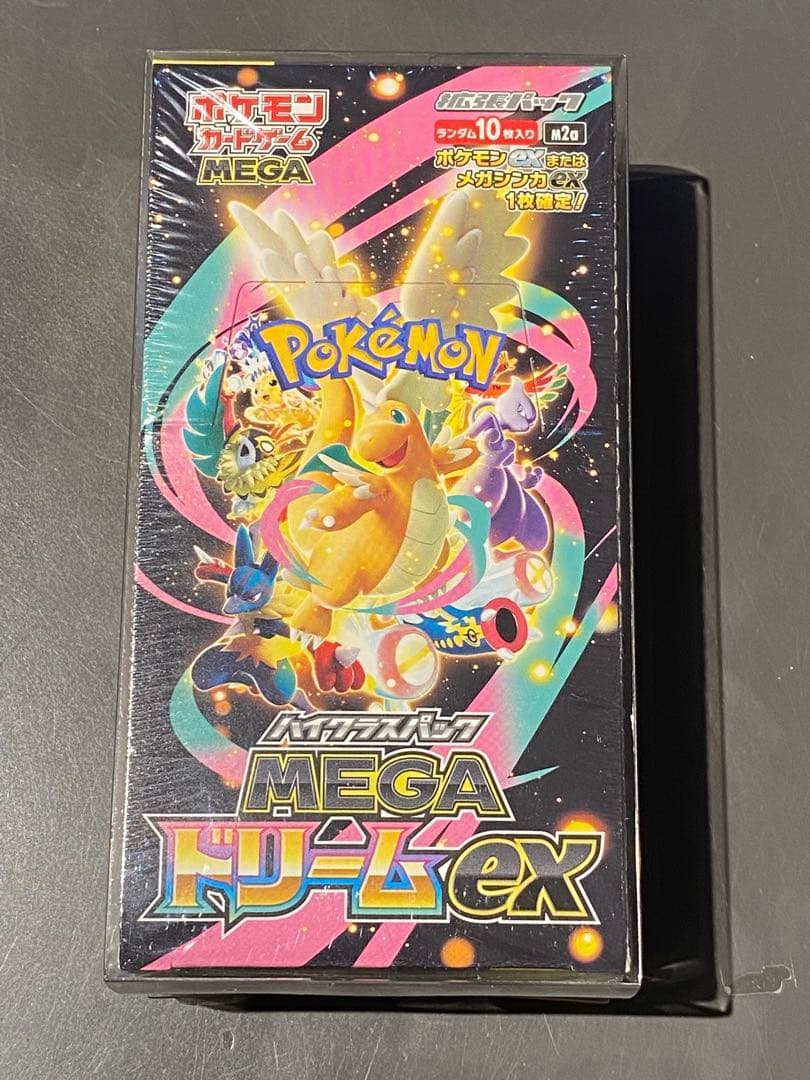 ポケモン
カードゲーム
MEGA
拡張パック
ランダム10枚入り M2a
ポケモンexまたは
メガシンカex
1枚確定!
POKéMON
TM
ハイクラスパック
MEGA
ドリームex